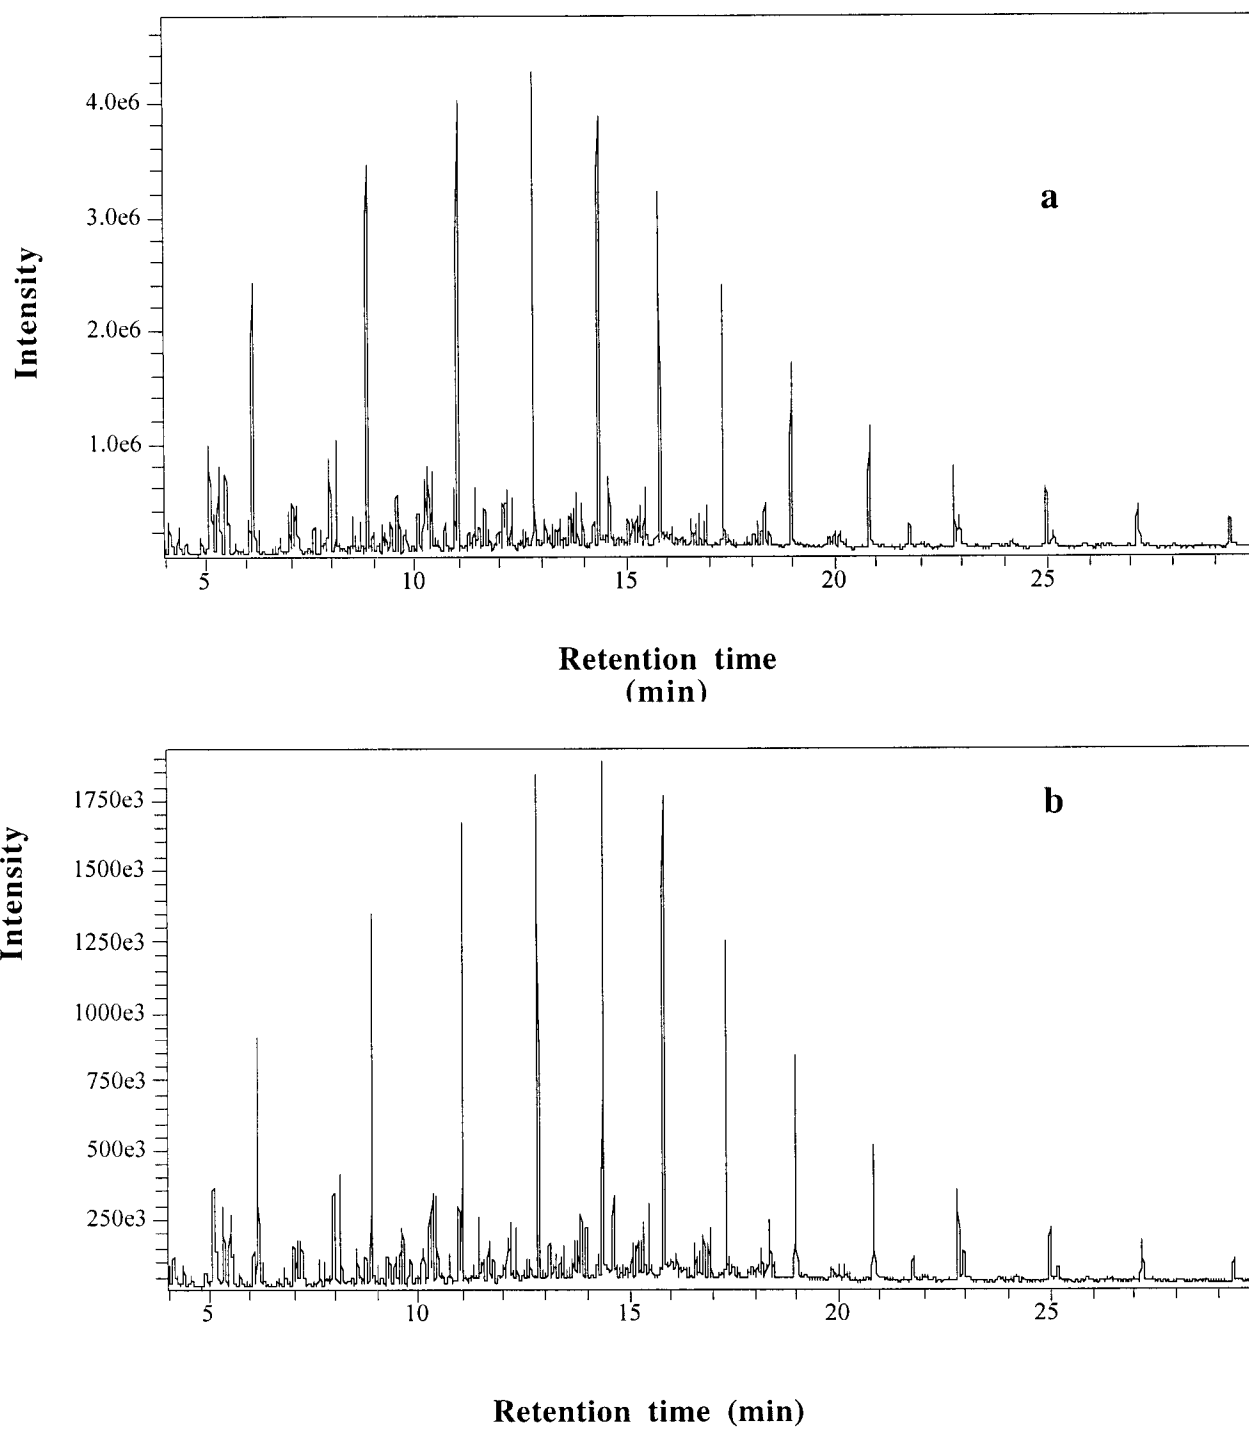 4.0e6
3.0e6
2.0e6
1.0e6
Intensity
a
5 10 15 20 25
Retention time
(min)
1750e3
1500e3
1250e3
1000e3
750e3
500e3
250e3
Intensity
b
5 10 15 20 25
Retention time (min)